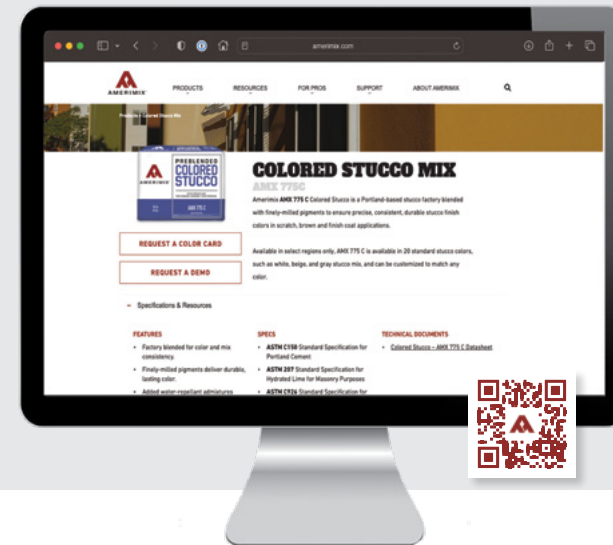 amerimix.com
AMERIMIX
PRODUCTS
RESOURCES
FOR PROS
SUPPORT
ABOUT AMERIMIX
Products > Colored Stucco Mix
AMERIMIX
PREBLENDED
COLORED
STUCCO
AMX 775 C
COLORED STUCCO MIX
AMX 775C
Amerimix AMX 775 C Colored Stucco is a Portland-based stucco factory blended
with finely-milled pigments to ensure precise, consistent, durable stucco finish
colors in scratch, brown and finish coat applications.
Available in select regions only, AMX 775 C is available in 20 standard stucco colors,
such as white, beige, and gray stucco mix, and can be customized to match any
color.
REQUEST A COLOR CARD
REQUEST A DEMO
– Specifications & Resources
FEATURES
• Factory blended for color and mix
consistency.
• Finely-milled pigments deliver durable,
lasting color.
• Added water-repellant admixtures
SPECS
• ASTM C150 Standard Specification for
Portland Cement
• ASTM 207 Standard Specification for
Hydrated Lime for Masonry Purposes
• ASTM C926 Standard Specification for
TECHNICAL DOCUMENTS
• Colored Stucco – AMX 775 C Datasheet